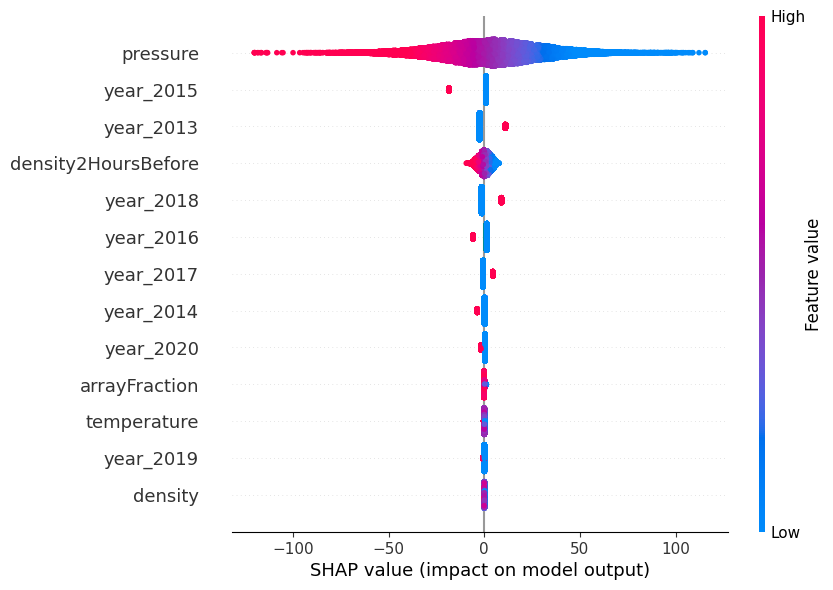 High
pressure
year_2015
year_2013
density2HoursBefore
year_2018
year_2016
year_2017
year_2014
year_2020
arrayFraction
temperature
year_2019
density
Feature value
Low
−100 −50 0 50 100
SHAP value (impact on model output)